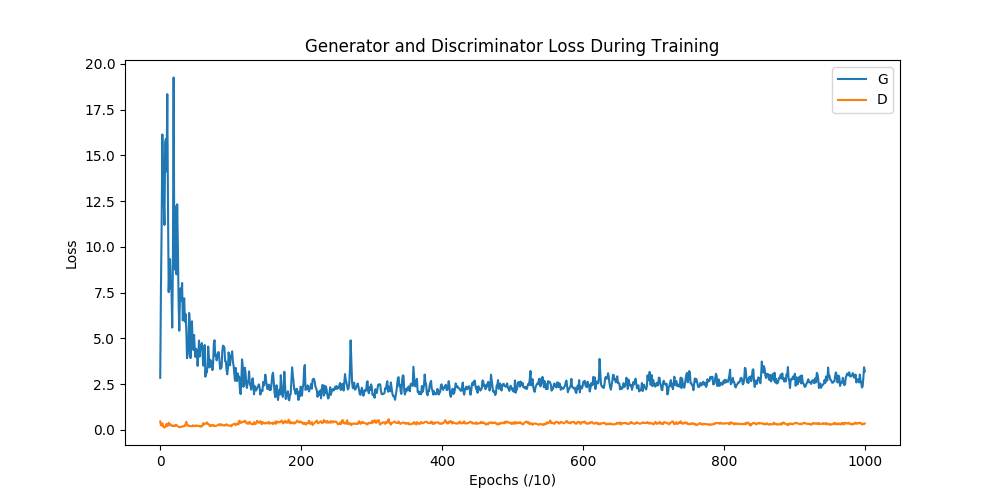 Generator and Discriminator Loss During Training
G
D
20.0
17.5
15.0
12.5
10.0
7.5
5.0
2.5
0.0
Loss
0 200 400 600 800 1000
Epochs (/10)